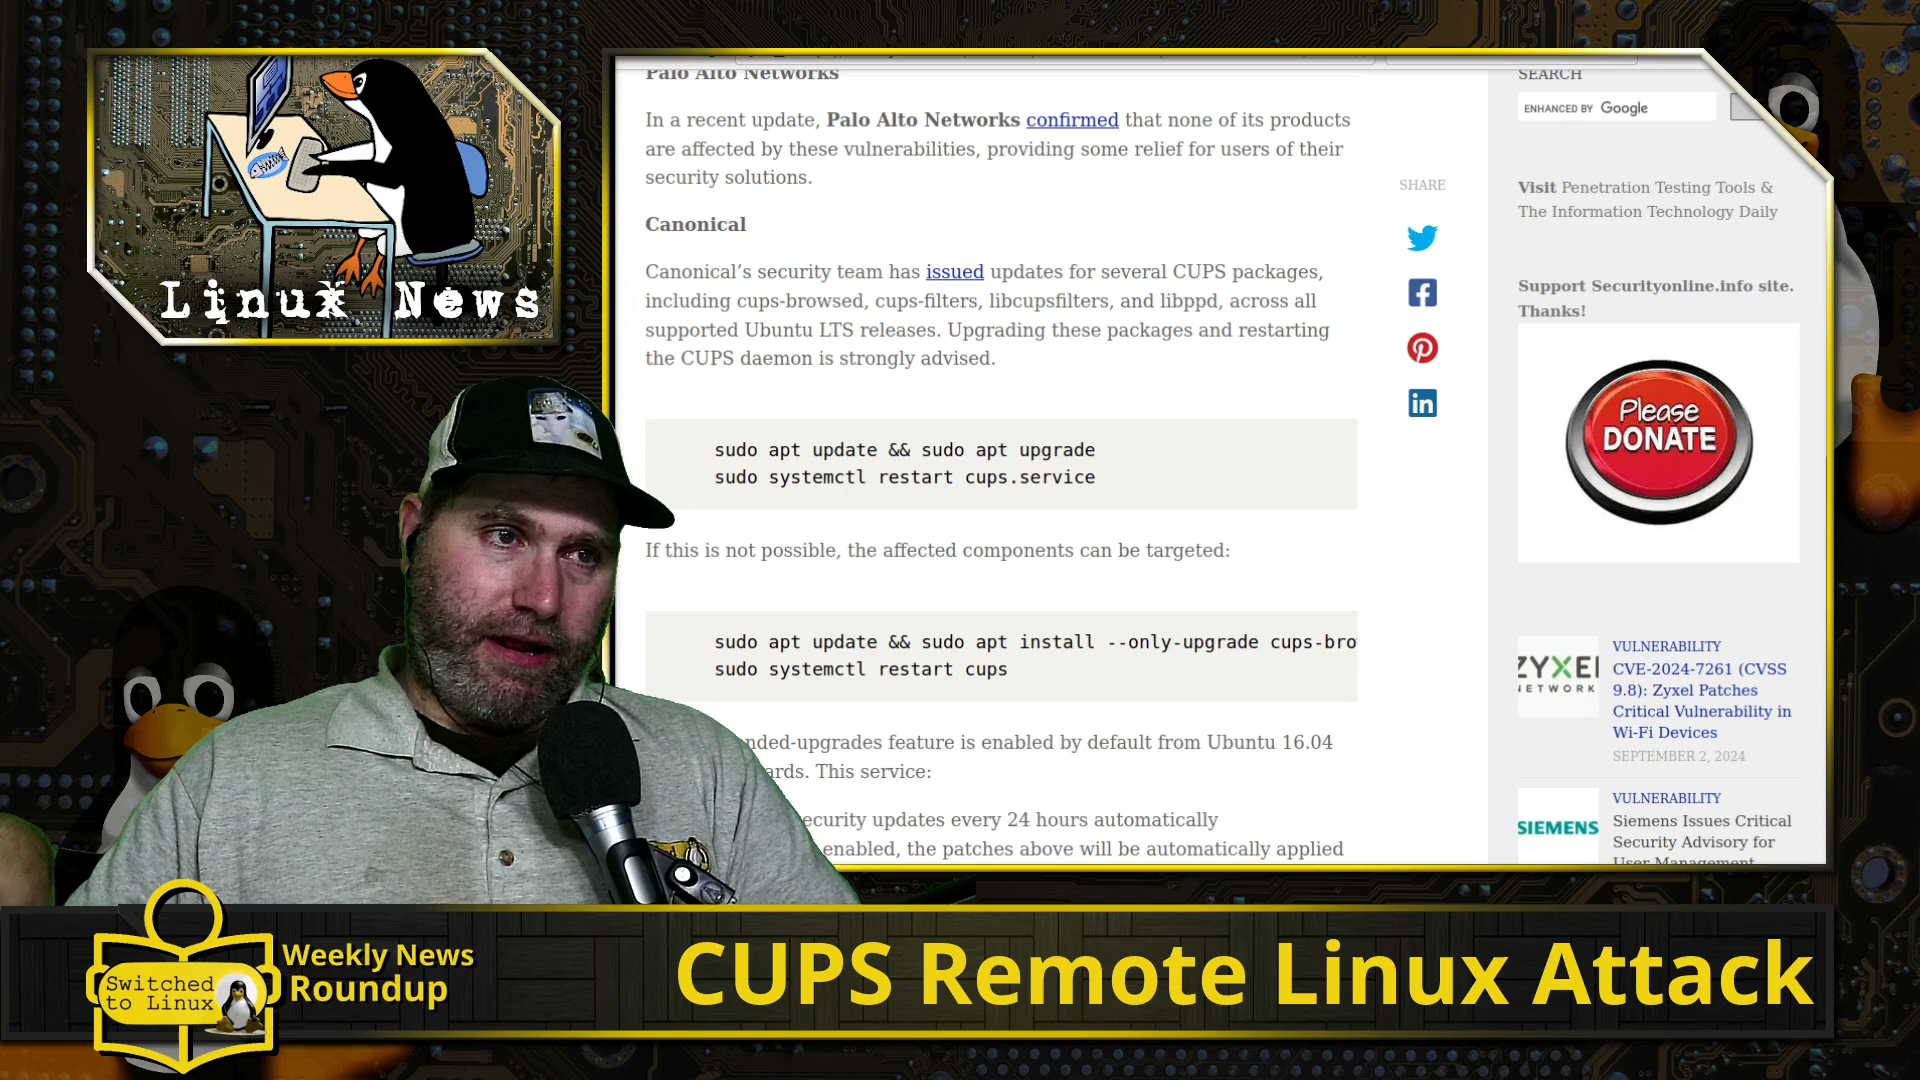 Linux News
Palo Alto Networks
In a recent update, Palo Alto Networks confirmed that none of its products
are affected by these vulnerabilities, providing some relief for users of their
security solutions.
Canonical
Canonical’s security team has issued updates for several CUPS packages,
including cups-browsed, cups-filters, libcupsfilters, and libppd, across all
supported Ubuntu LTS releases. Upgrading these packages and restarting
the CUPS daemon is strongly advised.
sudo apt update && sudo apt upgrade
sudo systemctl restart cups.service
If this is not possible, the affected components can be targeted:
sudo apt update && sudo apt install --only-upgrade cups-bro
sudo systemctl restart cups
nded-upgrades feature is enabled by default from Ubuntu 16.04
ards. This service:
ecurity updates every 24 hours automatically
enabled, the patches above will be automatically applied
SHARE
SEARCH
ENHANCED BY Google
Visit Penetration Testing Tools &
The Information Technology Daily
Support Securityonline.info site.
Thanks!
Please
DONATE
ZYXEL
NETWORK
VULNERABILITY
CVE-2024-7261 (CVSS
9.8): Zyxel Patches
Critical Vulnerability in
Wi-Fi Devices
SEPTEMBER 2, 2024
SIEMENS
VULNERABILITY
Siemens Issues Critical
Security Advisory for
User Management
Switched
to Linux
Weekly News
Roundup
CUPS Remote Linux Attack